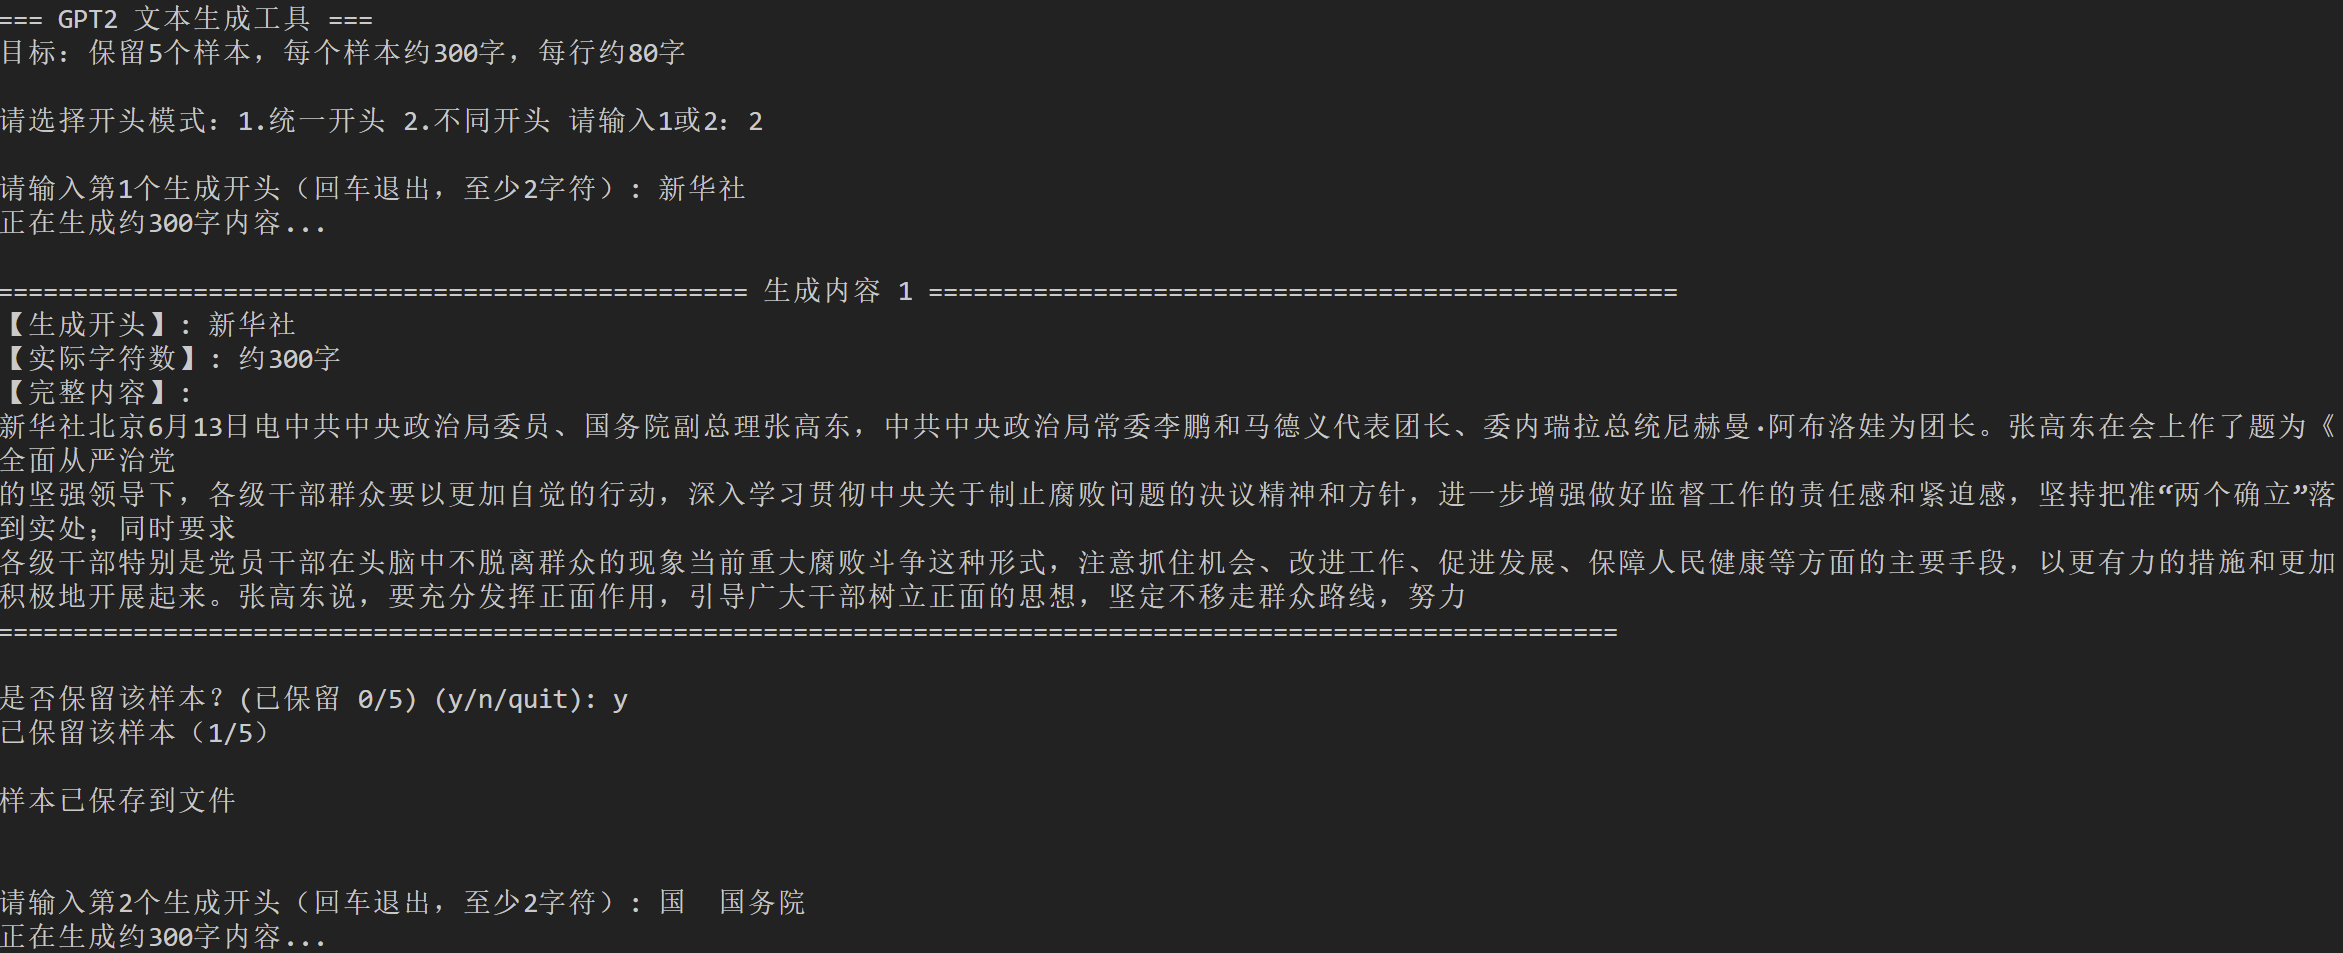 === GPT2 文本生成工具 ===
目标：保留5个样本，每个样本约300字，每行约80字
请选择开头模式：1.统一开头 2.不同开头 请输入1或2：2
请输入第1个生成开头（回车退出，至少2字符）：新华社
正在生成约300字内容...
================================================== 生成内容 1 ==================================================
【生成开头】：新华社
【实际字符数】：约300字
【完整内容】：
新华社北京6月13日电中共中央政治局委员、国务院副总理张高东，中共中央政治局常委李鹏和马德义代表团长、委内瑞拉总统尼赫曼·阿布洛娃为团长。张高东在会上作了题为《
全面从严治党
的坚强领导下，各级干部群众要以更加自觉的行动，深入学习贯彻中央关于制止腐败问题的决议精神和方针，进一步增强做好监督工作的责任感和紧迫感，坚持把准“两个确立”落
到实处；同时要求
各级干部特别是党员干部在头脑中不脱离群众的现象当前重大腐败斗争这种形式，注意抓住机会、改进工作、促进发展、保障人民健康等方面的主要手段，以更有力的措施和更加
积极地开展起来。张高东说，要充分发挥正面作用，引导广大干部树立正面的思想，坚定不移走群众路线，努力
============================================================================================================
是否保留该样本？(已保留 0/5) (y/n/quit): y
已保留该样本（1/5）
样本已保存到文件
请输入第2个生成开头（回车退出，至少2字符）：国  国务院
正在生成约300字内容...